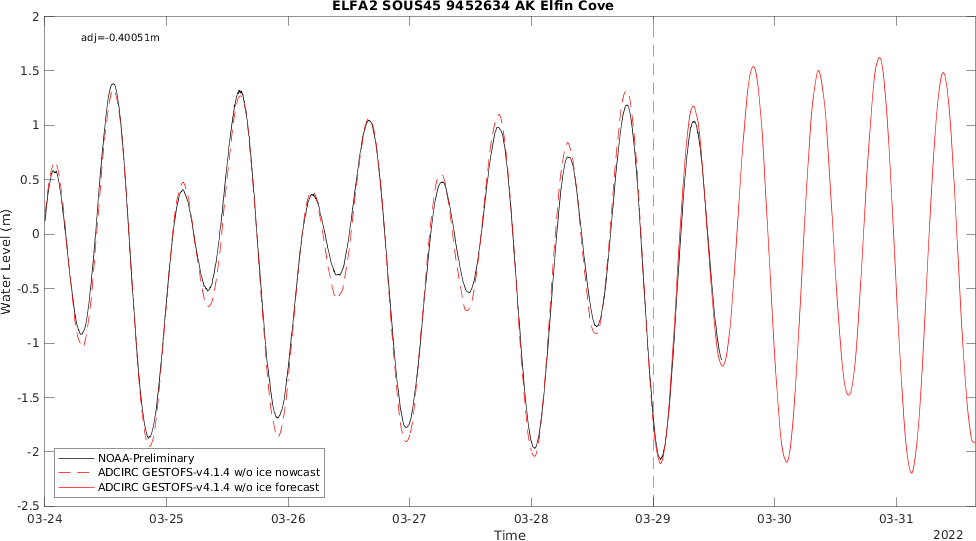 ELFA2 SOUS45 9452634 AK Elfin Cove
adj=-0.40051m
2
1.5
1
0.5
0
-0.5
-1
-1.5
-2
-2.5
Water Level (m)
NOAA-Preliminary
ADCIRC GESTOFS-v4.1.4 w/o ice nowcast
ADCIRC GESTOFS-v4.1.4 w/o ice forecast
03-24 03-25 03-26 03-27 03-28 03-29 03-30 03-31
Time
2022